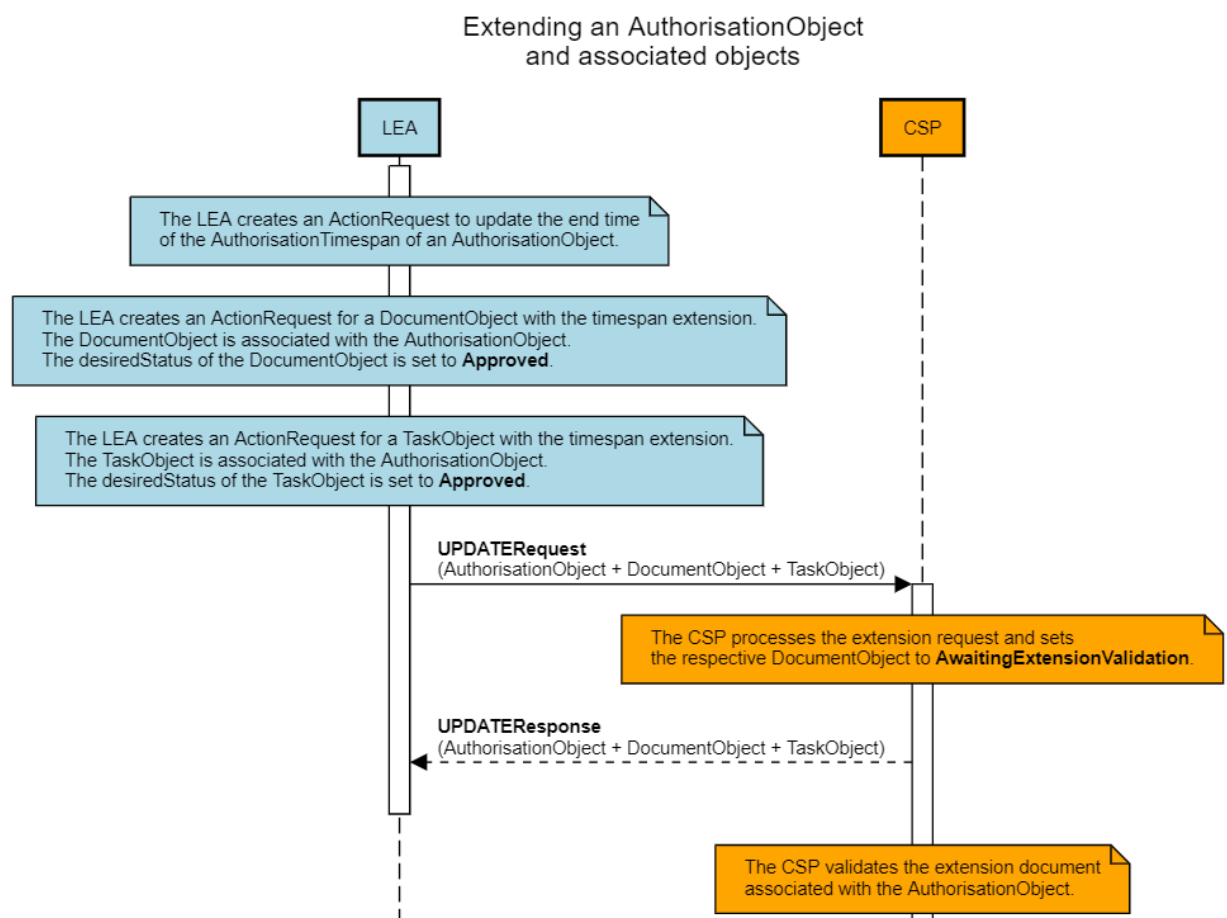 Extending an AuthorisationObject
and associated objects
LEA
CSP
The LEA creates an ActionRequest to update the end time
of the AuthorisationTimespan of an AuthorisationObject.
The LEA creates an ActionRequest for a DocumentObject with the timespan extension.
The DocumentObject is associated with the AuthorisationObject.
The desiredStatus of the DocumentObject is set to Approved.
The LEA creates an ActionRequest for a TaskObject with the timespan extension.
The TaskObject is associated with the AuthorisationObject.
The desiredStatus of the TaskObject is set to Approved.
UPDATERequest
(AuthorisationObject + DocumentObject + TaskObject)
The CSP processes the extension request and sets
the respective DocumentObject to AwaitingExtensionValidation.
UPDATEResponse
(AuthorisationObject + DocumentObject + TaskObject)
The CSP validates the extension document
associated with the AuthorisationObject.